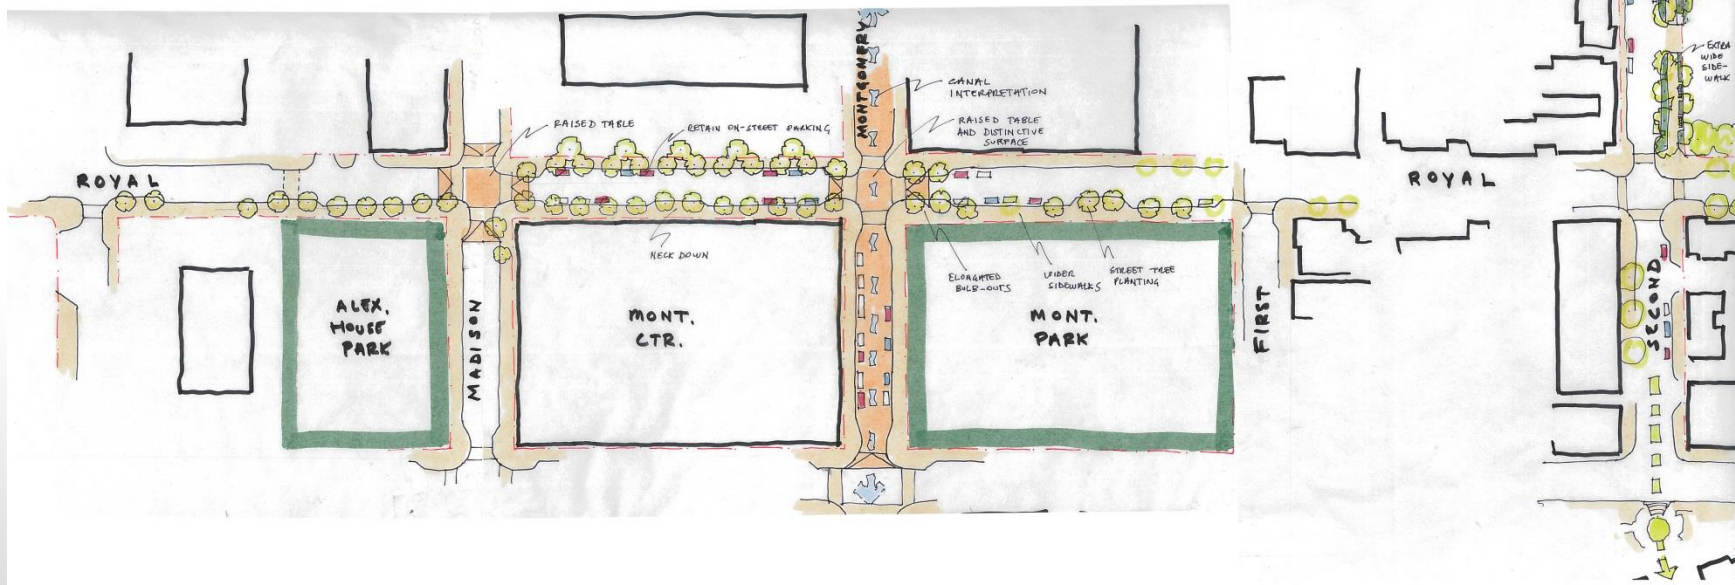 MONTGOMERY
CANAL
INTERPRETATION
EXTRA
WIDE
SIDE-
WALK
RAISED TABLE
RETAIN ON-STREET PARKING
RAISED TABLE
AND DISTINCTIVE
SURFACE
ROYAL
ROYAL
NECK DOWN
ELONGATED
BULB-OUTS
WIDER
SIDEWALKS
STREET TREE
PLANTING
ALEX.
HOUSE
PARK
MADISON
MONT.
CTR.
MONT.
PARK
FIRST
SECOND